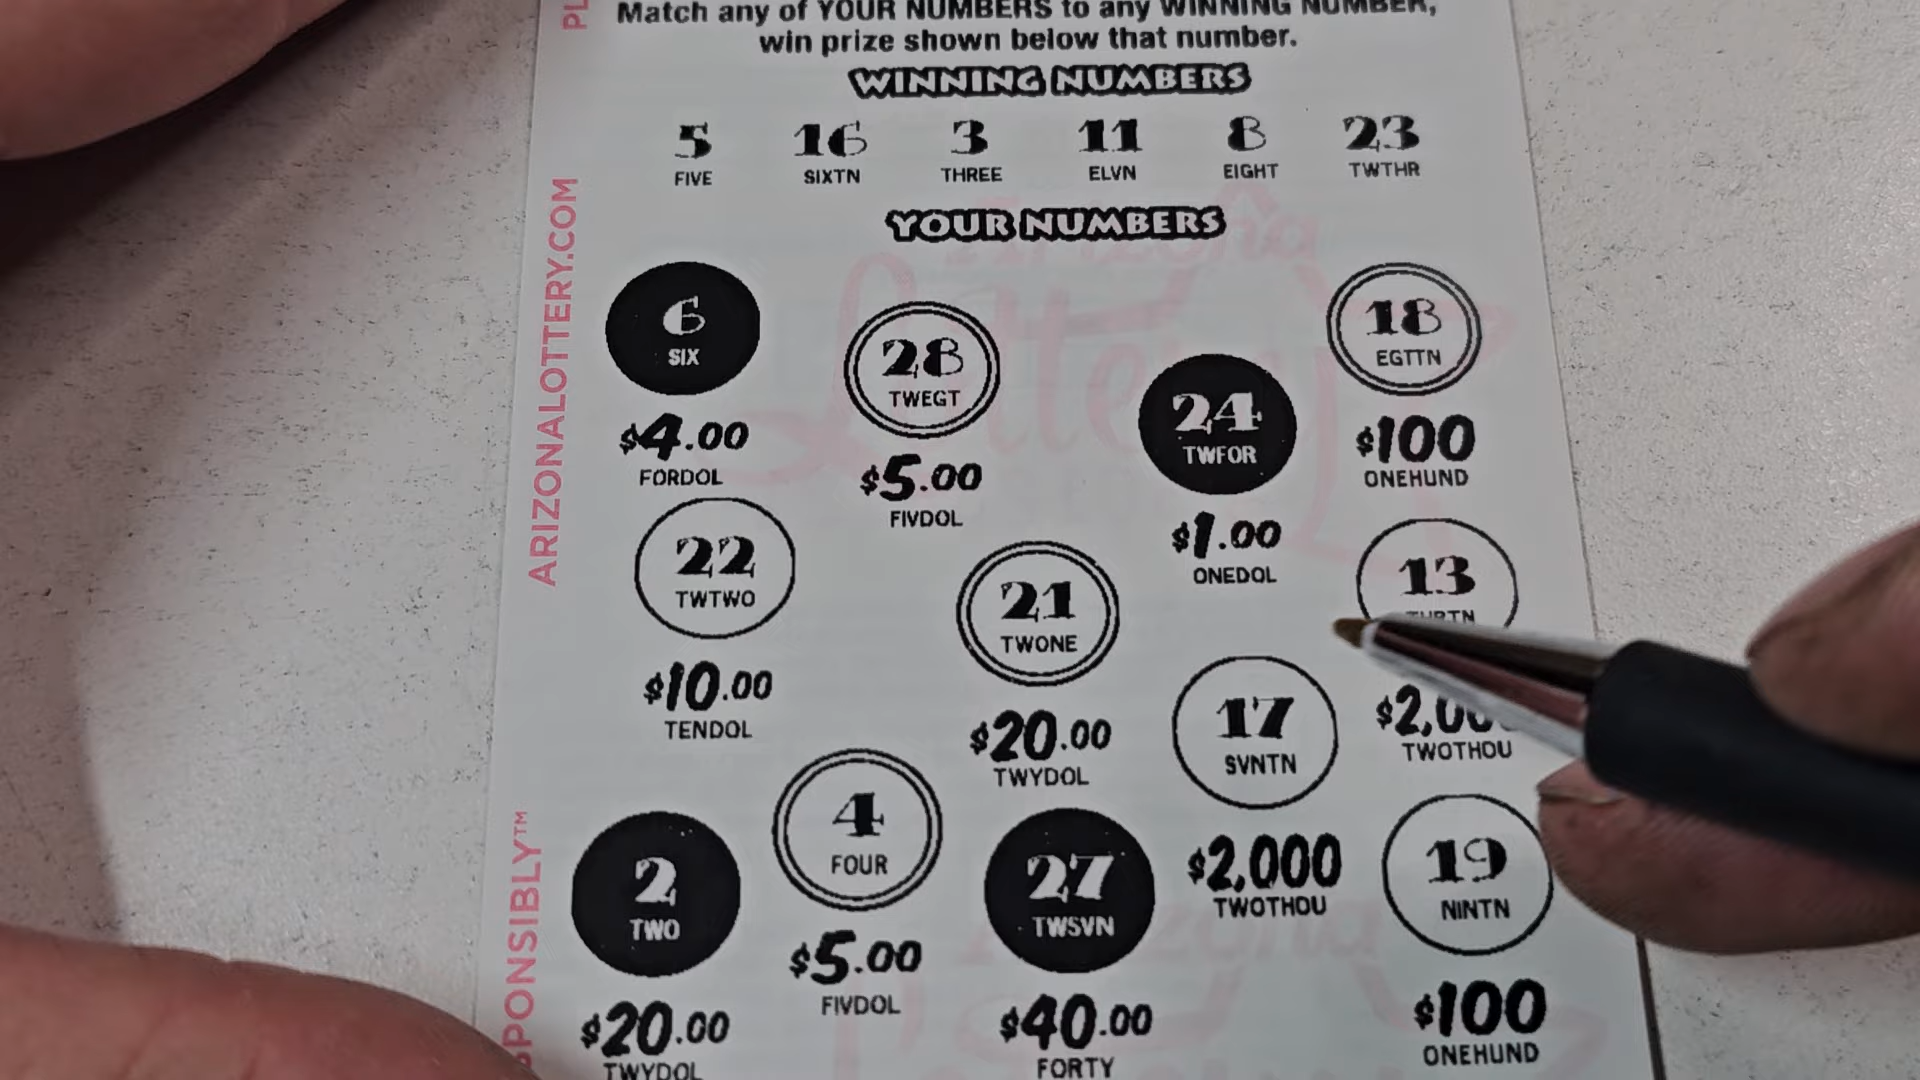 Match any of YOUR NUMBERS to any WINNING NUMBER,
win prize shown below that number.
WINNING NUMBERS
5 16 3 11 8 23
FIVE SIXTN THREE ELVN EIGHT TWTHR
YOUR NUMBERS
6
SIX
$4.00
FORDOL
28
TWEGT
$5.00
FIVDOL
24
TWFOR
$1.00
ONEDOL
18
EGTTN
$100
ONEHUND
22
TWTWO
$10.00
TENDOL
21
TWONE
$20.00
TWYDOL
17
SVNTN
$2,000
TWOTHOU
13
TWOTHOU
2
TWO
$20.00
TWYDOL
4
FOUR
$5.00
FIVDOL
27
TWSVN
$40.00
FORTY
19
NINTN
$100
ONEHUND
ARIZONALOTTERY.COM